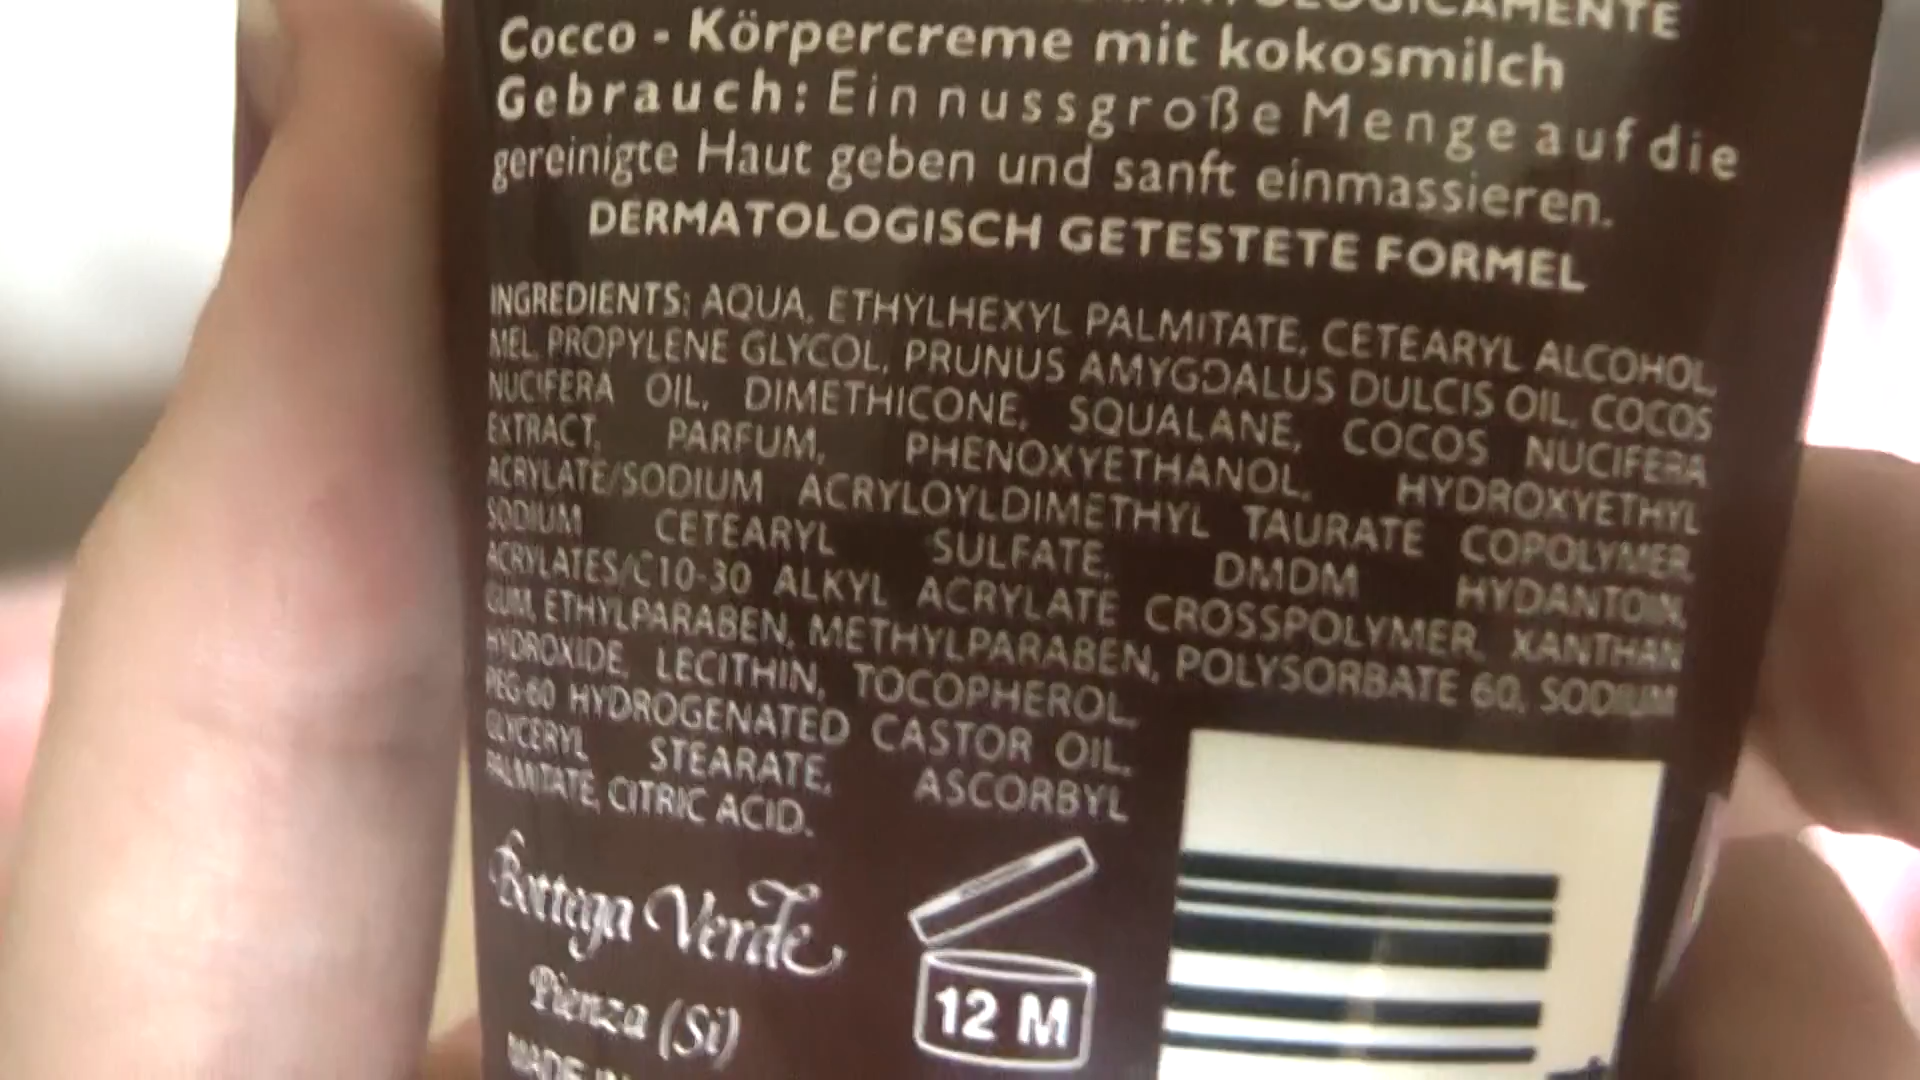 Cocco - Körpercreme mit kokosmilch
Gebrauch: Ein nussgroße Menge auf die
gereinigte Haut geben und sanft einmassieren.
DERMATOLOGISCH GETESTETE FORMEL
INGREDIENTS: AQUA, ETHYLHEXYL PALMITATE, CETEARYL ALCOHOL,
MEL, PROPYLENE GLYCOL, PRUNUS AMYGDALUS DULCIS OIL, COCOS
NUCIFERA OIL, DIMETHICONE, SQUALANE, COCOS NUCIFERA
EXTRACT, PARFUM, PHENOXYETHANOL, HYDROXYETHYL
ACRYLATE/SODIUM ACRYLOYLDIMETHYL TAURATE COPOLYMER,
SODIUM CETEARYL SULFATE, DMDM HYDANTOIN,
ACRYLATES/C10-30 ALKYL ACRYLATE CROSSPOLYMER, XANTHAN
GUM, ETHYLPARABEN, METHYLPARABEN, POLYSORBATE 60, SODIUM
HYDROXIDE, LECITHIN, TOCOPHEROL,
PEG-60 HYDROGENATED CASTOR OIL,
GLYCERYL STEARATE, ASCORBYL
PALMITATE, CITRIC ACID.
Bottega Verde
Pienza (Si)
12 M
MADE IN